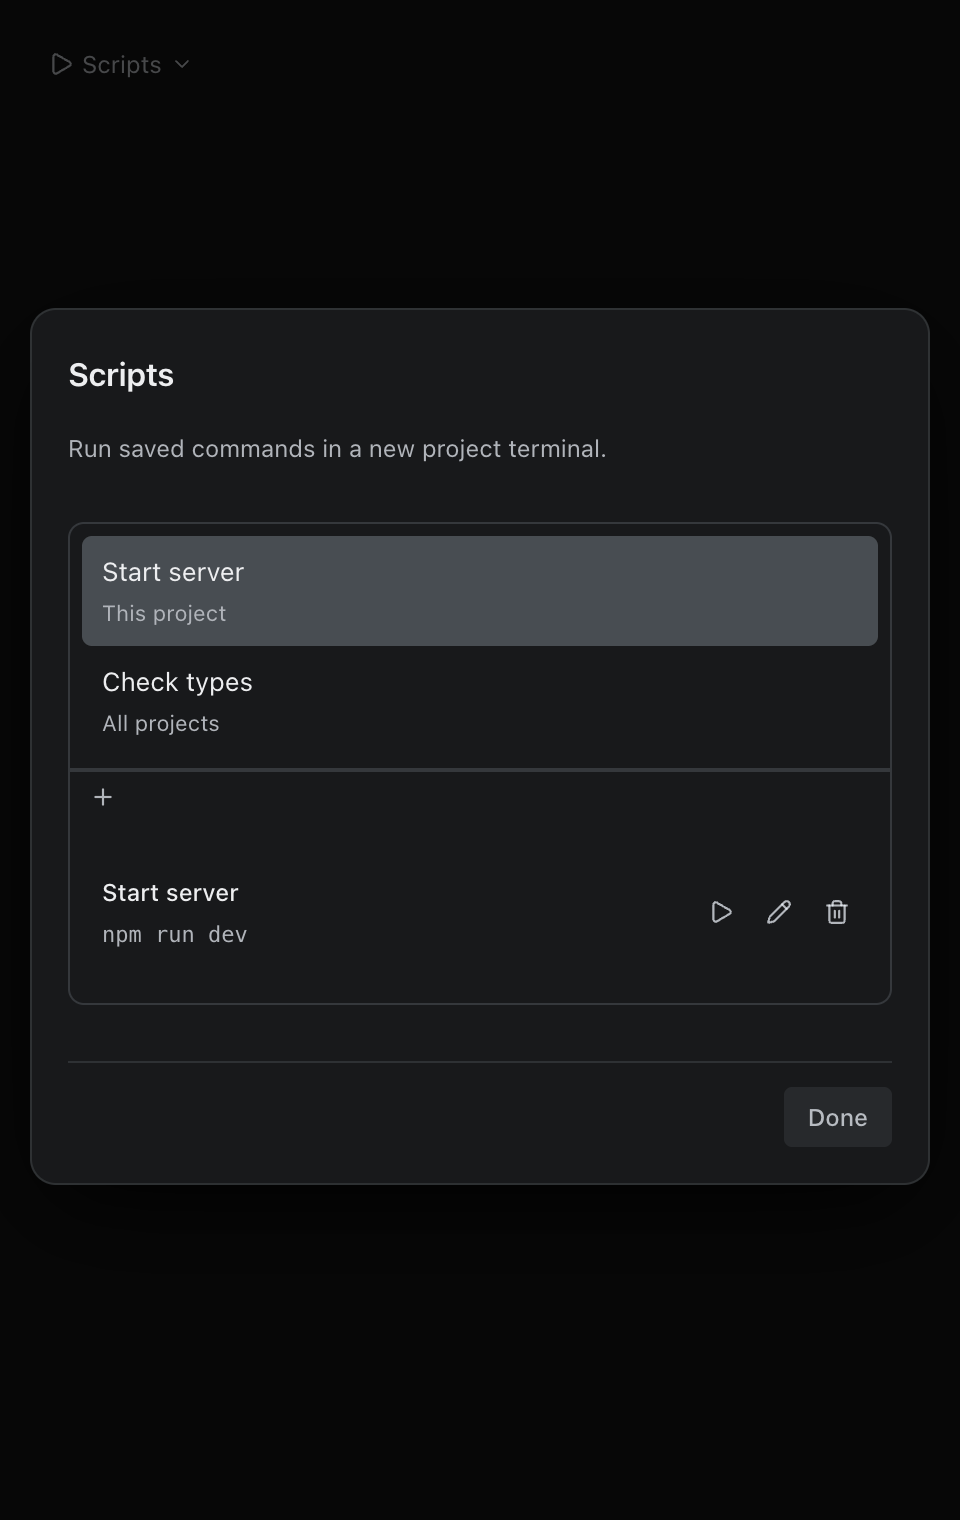 Scripts
Scripts
Run saved commands in a new project terminal.
Start server
This project
Check types
All projects
Start server
npm run dev
Done